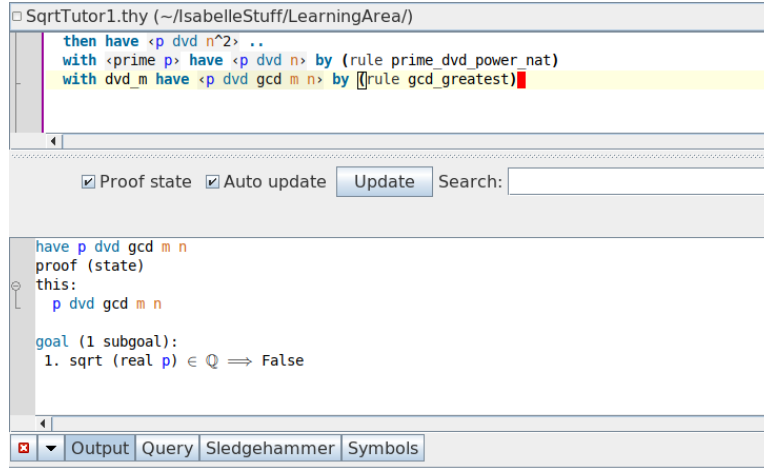 SqrtTutor1.thy (~/IsabelleStuff/LearningArea/)
then have ‹p dvd n^2› ..
with ‹prime p› have ‹p dvd n› by (rule prime_dvd_power_nat)
with dvd_m have ‹p dvd gcd m n› by (rule gcd_greatest)
Proof state Auto update Update Search:
have p dvd gcd m n
proof (state)
this:
p dvd gcd m n
goal (1 subgoal):
1. sqrt (real p) ∈ ℚ ⟹ False
Output Query Sledgehammer Symbols